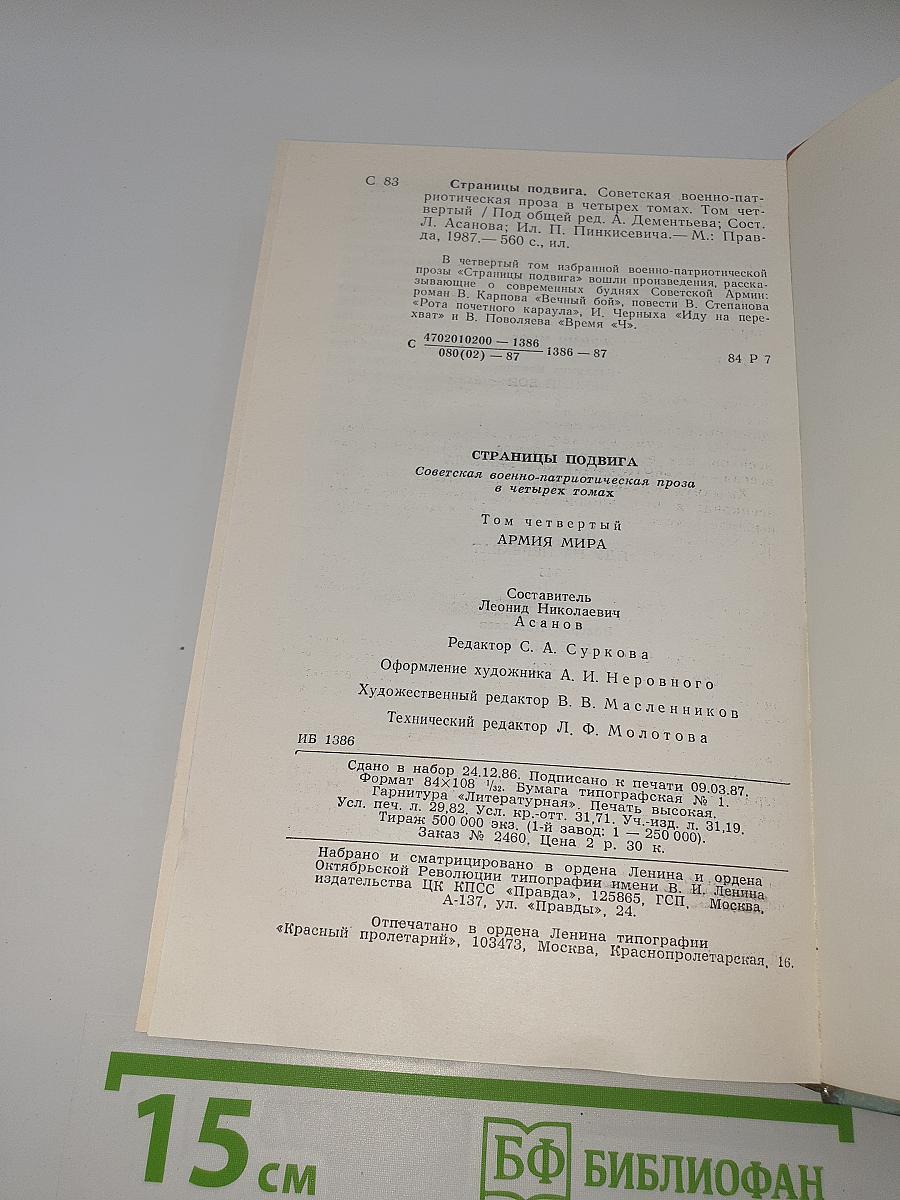 С 83
Страницы подвига. Советская военно-пат-
риотическая проза в четырех томах. Том чет-
вертый / Под общей ред. А. Дементьева; Сост.
Л. Асанова; Ил. П. Пинкисевича.— М.: Прав-
да, 1987.— 560 с., ил.
В четвертый том избранной военно-патриотической
прозы «Страницы подвига» вошли произведения, расска-
зывающие о современных буднях Советской Армии:
роман В. Карпова «Вечный бой», повести В. Степанова
«Рота почетного караула», И. Черныха «Иду на пере-
хват» и В. Поволяева «Время «Ч».
С 4702010200 — 1386
080(02) — 87
1386 — 87
84 Р 7
СТРАНИЦЫ ПОДВИГА
Советская военно-патриотическая проза
в четырех томах
Том четвертый
АРМИЯ МИРА
Составитель
Леонид Николаевич
Асанов
Редактор С. А. Суркова
Оформление художника А. И. Неровного
Художественный редактор В. В. Масленников
Технический редактор Л. Ф. Молотова
ИБ 1386
Сдано в набор 24.12.86. Подписано к печати 09.03.87.
Формат 84×108 1/32. Бумага типографская № 1.
Гарнитура «Литературная». Печать высокая.
Усл. печ. л. 29,82. Усл. кр.-отт. 31,71. Уч.-изд. л. 31,19.
Тираж 500 000 экз. (1-й завод: 1 — 250 000).
Заказ № 2460. Цена 2 р. 30 к.
Набрано и сматрицировано в ордена Ленина и ордена
Октябрьской Революции типографии имени В. И. Ленина
издательства ЦК КПСС «Правда», 125865, ГСП, Москва,
А-137, ул. «Правды», 24.
Отпечатано в ордена Ленина типографии
«Красный пролетарий», 103473, Москва, Краснопролетарская, 16.
15 см
БФ БИБЛИОФАН